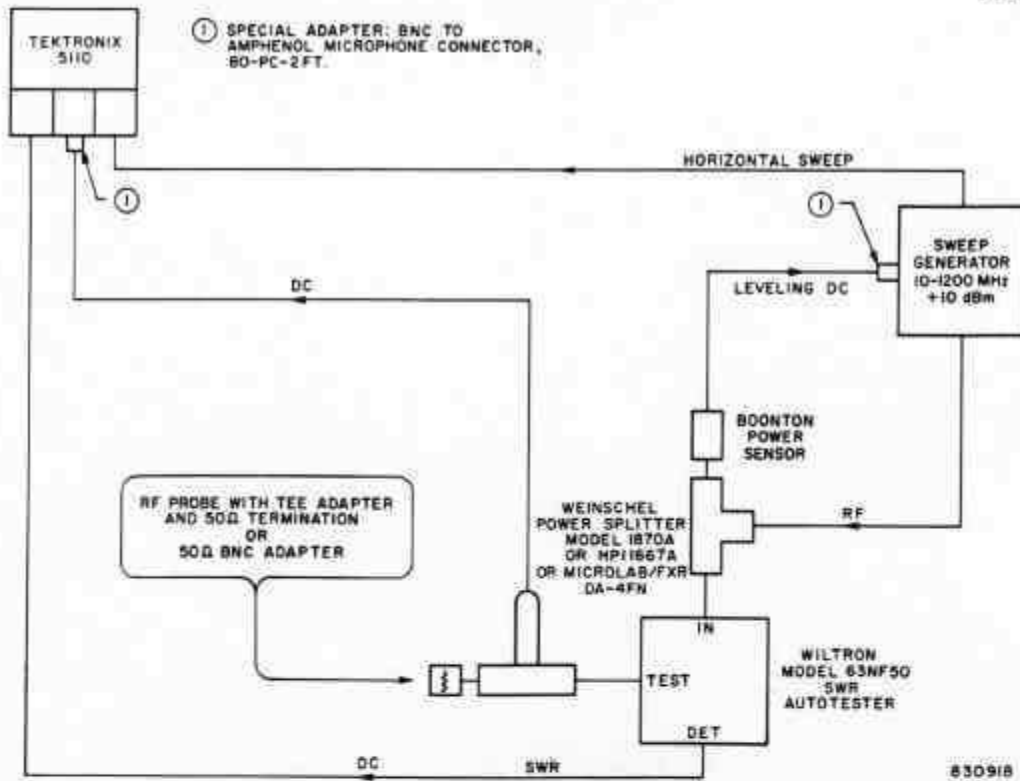 TEKTRONIX
5110
① SPECIAL ADAPTER: BNC TO
AMPHENOL MICROPHONE CONNECTOR,
80-PC-2FT.
①
HORIZONTAL SWEEP
①
SWEEP
GENERATOR
10-1200 MHz
+10 dBm
LEVELING DC
DC
BOONTON
POWER
SENSOR
RF PROBE WITH TEE ADAPTER
AND 50Ω TERMINATION
OR
50Ω BNC ADAPTER
WEINSCHEL
POWER SPLITTER
MODEL 1870A
OR HP11667A
OR MICROLAB/FXR
DA-4FN
RF
IN
TEST
DET
WILTRON
MODEL 63NF50
SWR
AUTOTESTER
DC
SWR
830918